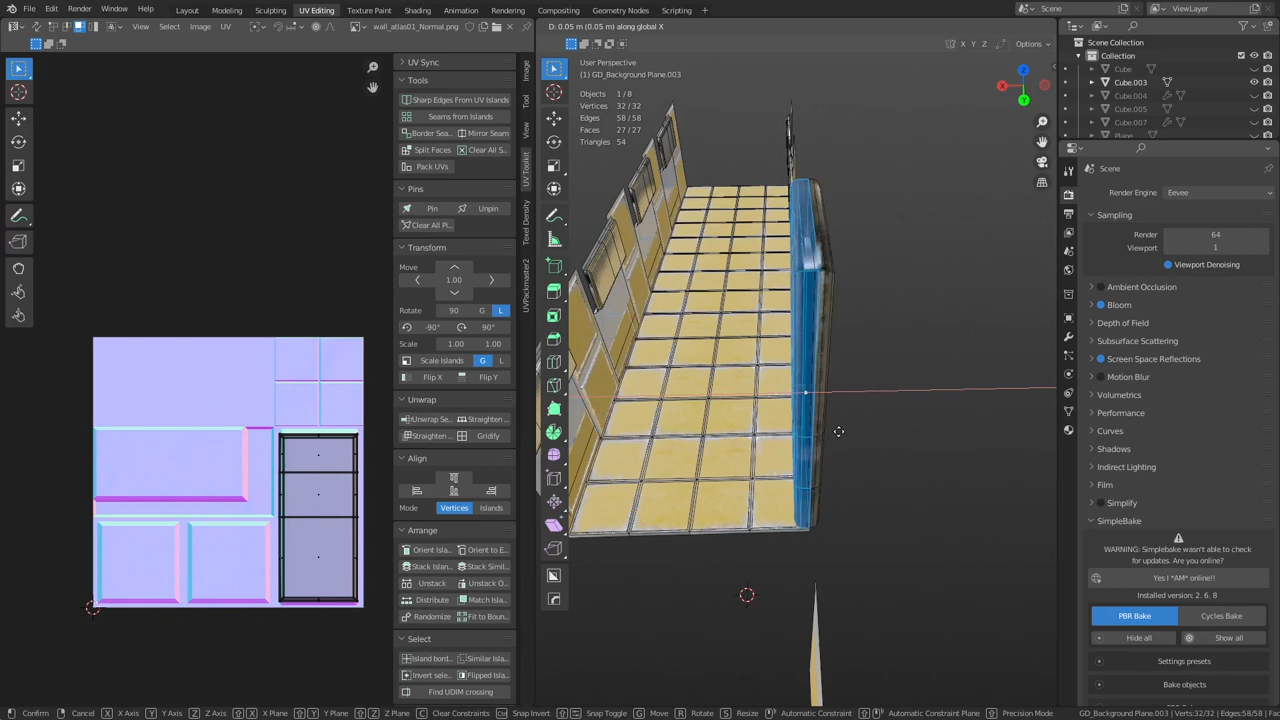 File Edit Render Window Help Layout Modeling Sculpting UV Editing Texture Paint Shading Animation Rendering Compositing Geometry Nodes Scripting Scene ViewLayer
View Select Image UV wall_atlas01_Normal.png
D: 0.05 m (0.05 m) along global X
X Y Z Options
User Perspective
(1) GD_Background Plane.003
Objects 1/8
Vertices 32/32
Edges 58/58
Faces 27/27
Triangles 54
UV Sync
Tools
Sharp Edges From UV Islands
Seams from Islands
Border Sea... Mirror Seam
Split Faces Clear All S...
Pack UVs
Pins
Pin Unpin
Clear All Pi...
Transform
Move 1.00
Rotate 90 G L
-90° 90°
Scale 1.00 1.00
Scale Islands G L
Flip X Flip Y
Unwrap
Unwrap Se... Straighten ...
Straighten ... Gridify
Align
Mode Vertices Islands
Arrange
Orient Isla... Orient to E...
Stack Islan... Stack Simil...
Unstack Unstack O...
Distribute Match Isla...
Randomize Fit to Boun...
Select
Island bord... Similar Isla...
Invert sele... Flipped Isla...
Find UDIM crossing
Image
Tool
View
UV Toolkit
Texel Density
UVPackmaster2
Z
X
Y
Scene Collection
Collection
Cube
Cube.003
Cube.004
Cube.005
Cube.007
Plane
Scene
Render Engine Eevee
Sampling
Render 64
Viewport 1
Viewport Denoising
Ambient Occlusion
Bloom
Depth of Field
Subsurface Scattering
Screen Space Reflections
Motion Blur
Volumetrics
Performance
Curves
Shadows
Indirect Lighting
Film
Simplify
SimpleBake
WARNING: Simplebake wasn't able to check
for updates. Are you online?
Yes I *AM* online!!
Installed version: 2. 6. 8
PBR Bake Cycles Bake
Hide all Show all
Settings presets
Bake objects
Confirm Cancel X X Axis Y Y Axis Z Z Axis X X Plane Y Y Plane Z Z Plane C Clear Constraints Snap Invert Snap Toggle G Move R Rotate S Resize Automatic Constraint Automatic Constraint Plane Precision Mode GD_Background Plane.003 Verts:32/32 Edges:58/58 Fac